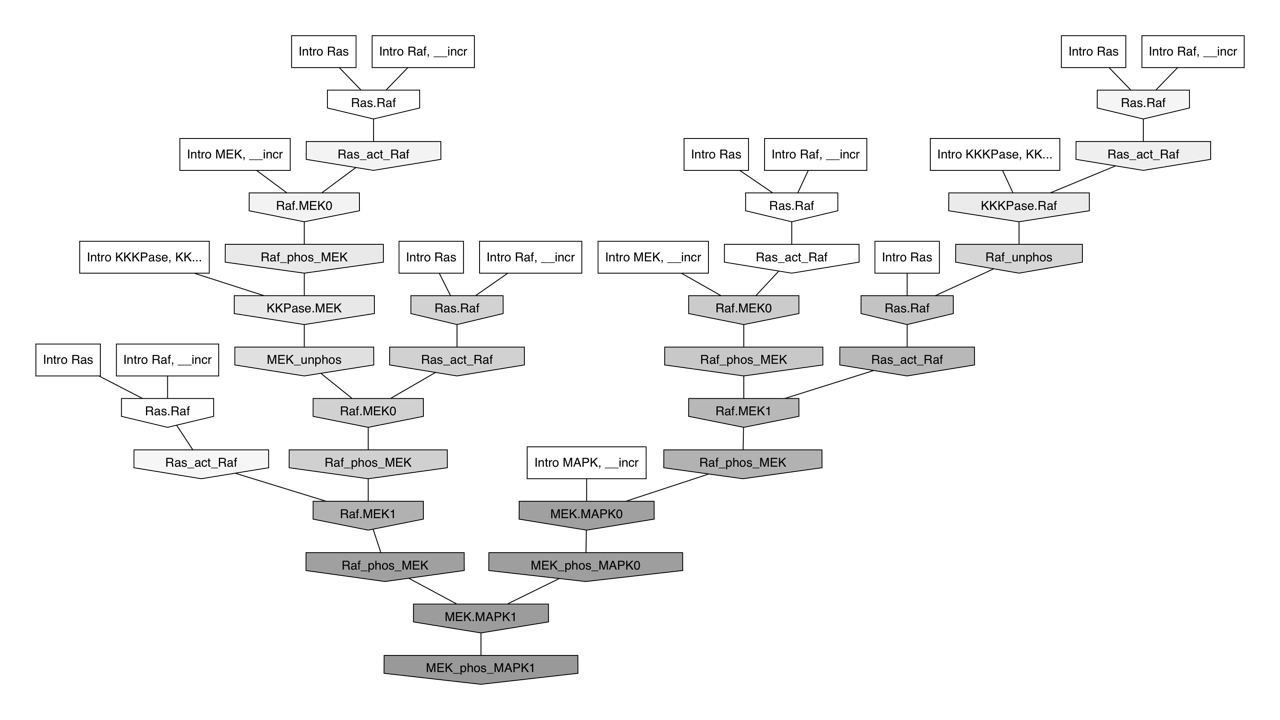 Intro Ras
Intro Raf, __incr
Intro Ras
Intro Raf, __incr
Ras.Raf
Ras.Raf
Intro MEK, __incr
Ras_act_Raf
Intro Ras
Intro Raf, __incr
Intro KKKPase, KK...
Ras_act_Raf
Raf.MEK0
Ras.Raf
KKKPase.Raf
Intro KKKPase, KK...
Raf_phos_MEK
Intro Ras
Intro Raf, __incr
Intro MEK, __incr
Ras_act_Raf
Intro Ras
Raf_unphos
KKPase.MEK
Ras.Raf
Raf.MEK0
Ras.Raf
Intro Ras
Intro Raf, __incr
MEK_unphos
Ras_act_Raf
Raf_phos_MEK
Ras_act_Raf
Ras.Raf
Raf.MEK0
Raf.MEK1
Ras_act_Raf
Raf_phos_MEK
Intro MAPK, __incr
Raf_phos_MEK
Raf.MEK1
MEK.MAPK0
Raf_phos_MEK
MEK_phos_MAPK0
MEK.MAPK1
MEK_phos_MAPK1